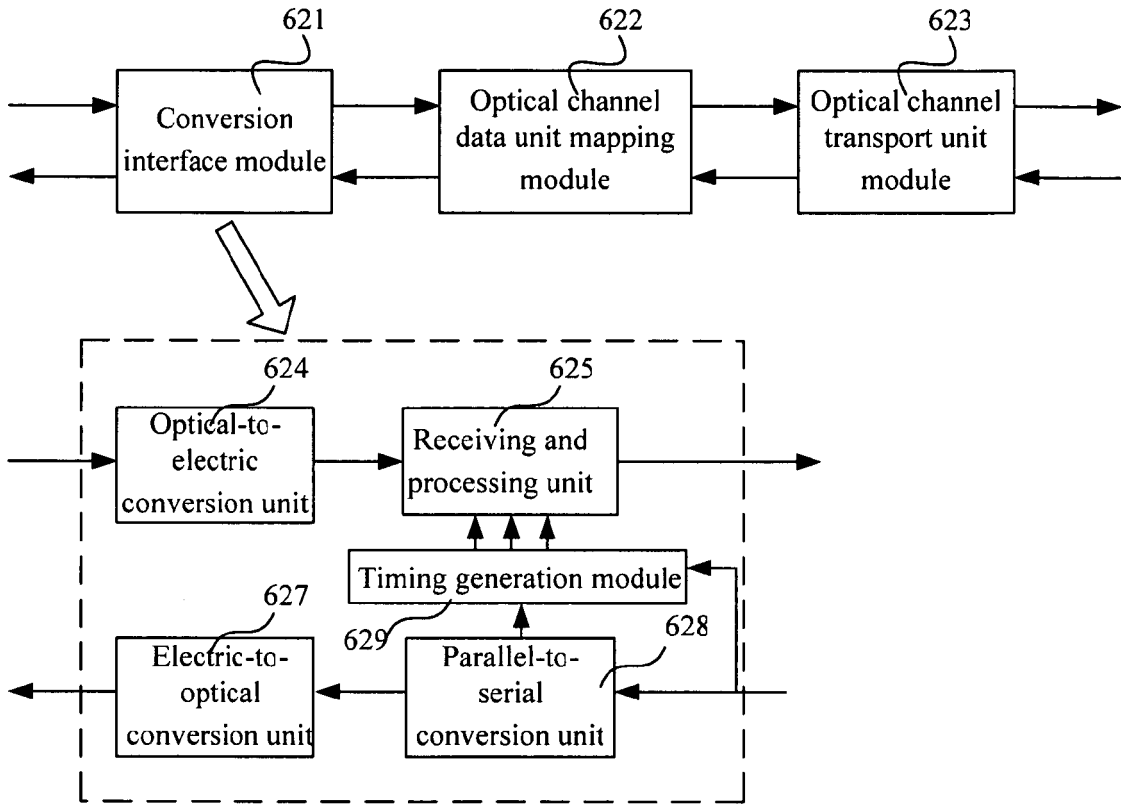 621
622
623
Conversion
interface module
Optical channel
data unit mapping
module
Optical channel
transport unit
module
624
625
Optical-to-
electric
conversion unit
Receiving and
processing unit
Timing generation module
627
629
628
Electric-to-
optical
conversion unit
Parallel-to-
serial
conversion unit